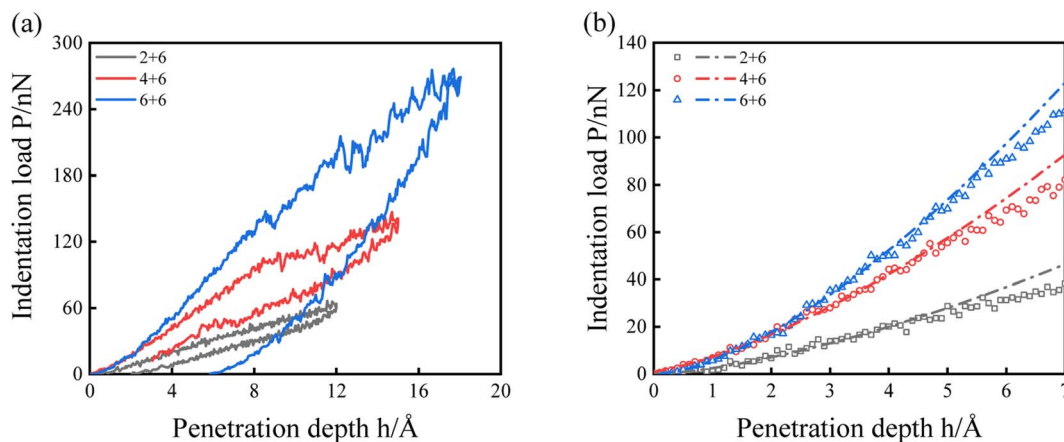 (a)
300
240
180
120
60
0
Indentation load P/nN
2+6
4+6
6+6
0 4 8 12 16 20
Penetration depth h/Å
(b)
140
120
100
80
60
40
20
0
Indentation load P/nN
2+6
4+6
6+6
0 1 2 3 4 5 6 7
Penetration depth h/Å